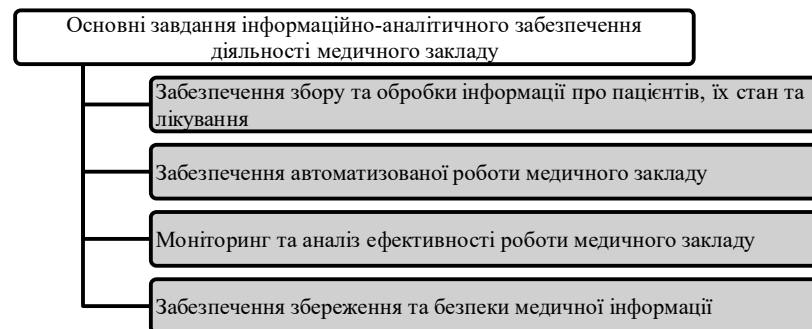 Основні завдання інформаційно-аналітичного забезпечення
діяльності медичного закладу
Забезпечення збору та обробки інформації про пацієнтів, їх стан та
лікування
Забезпечення автоматизованої роботи медичного закладу
Моніторинг та аналіз ефективності роботи медичного закладу
Забезпечення збереження та безпеки медичної інформації